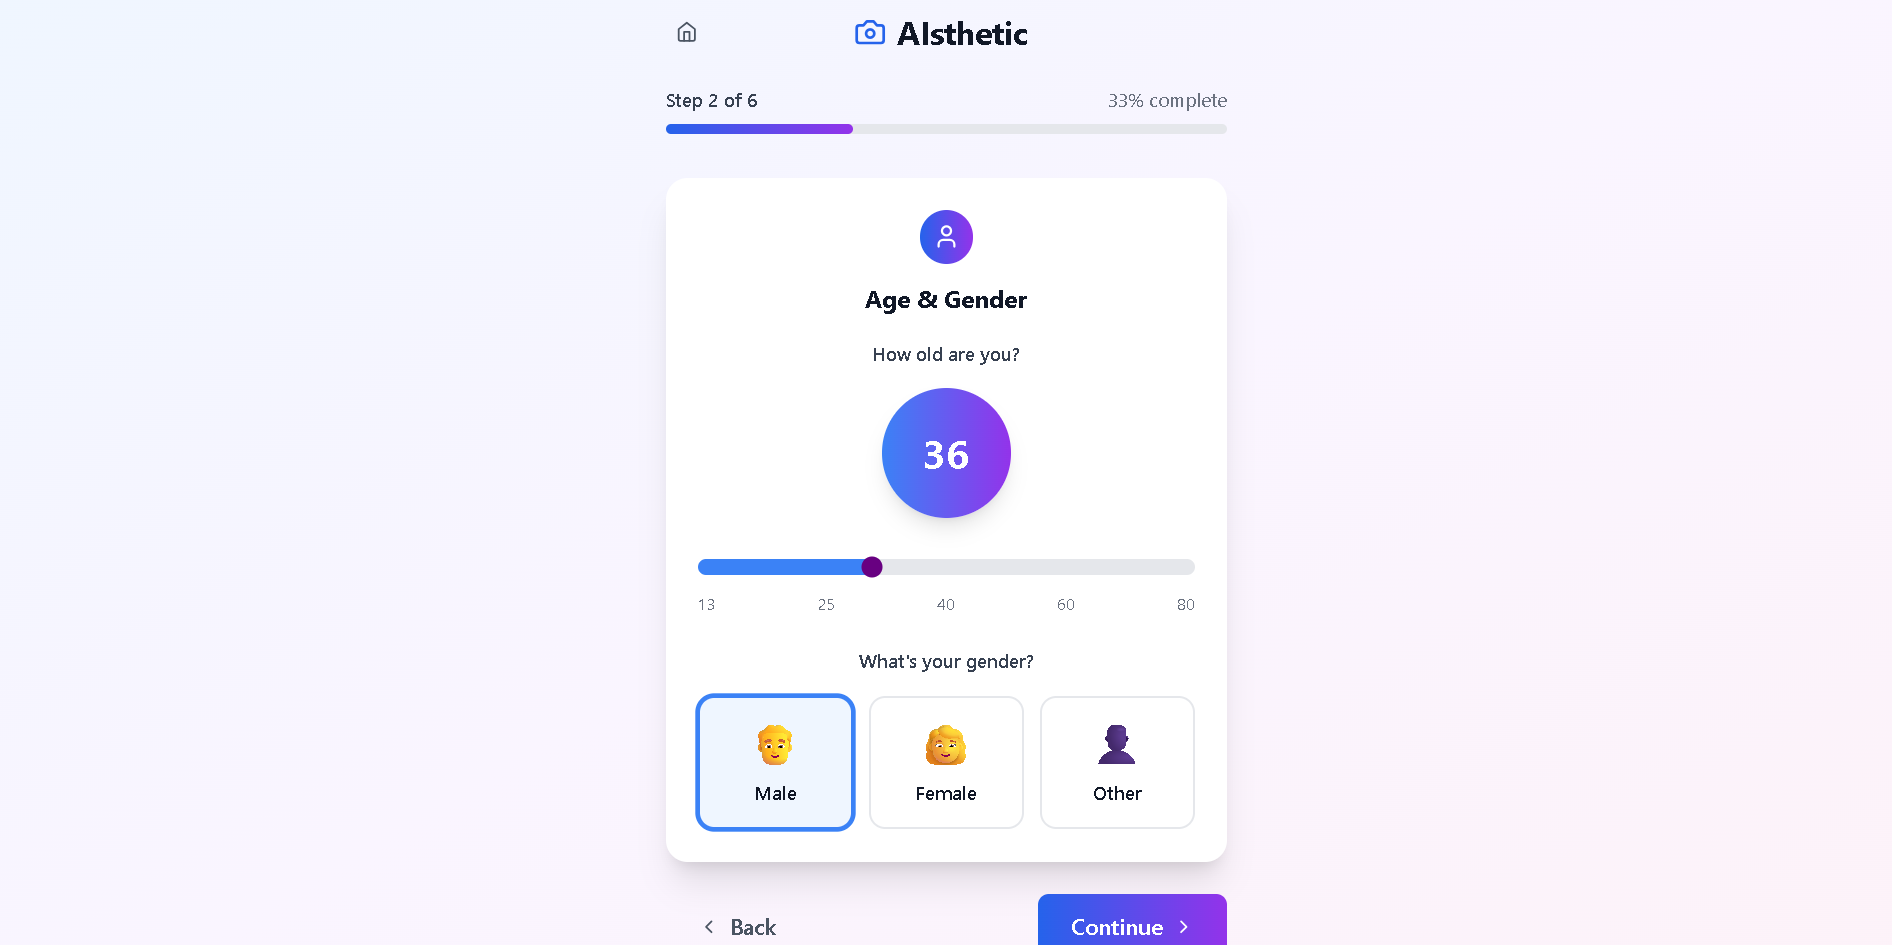 AIsthetic
Step 2 of 6
33% complete
Age & Gender
How old are you?
36
13 25 40 60 80
What's your gender?
Male Female Other
Back Continue